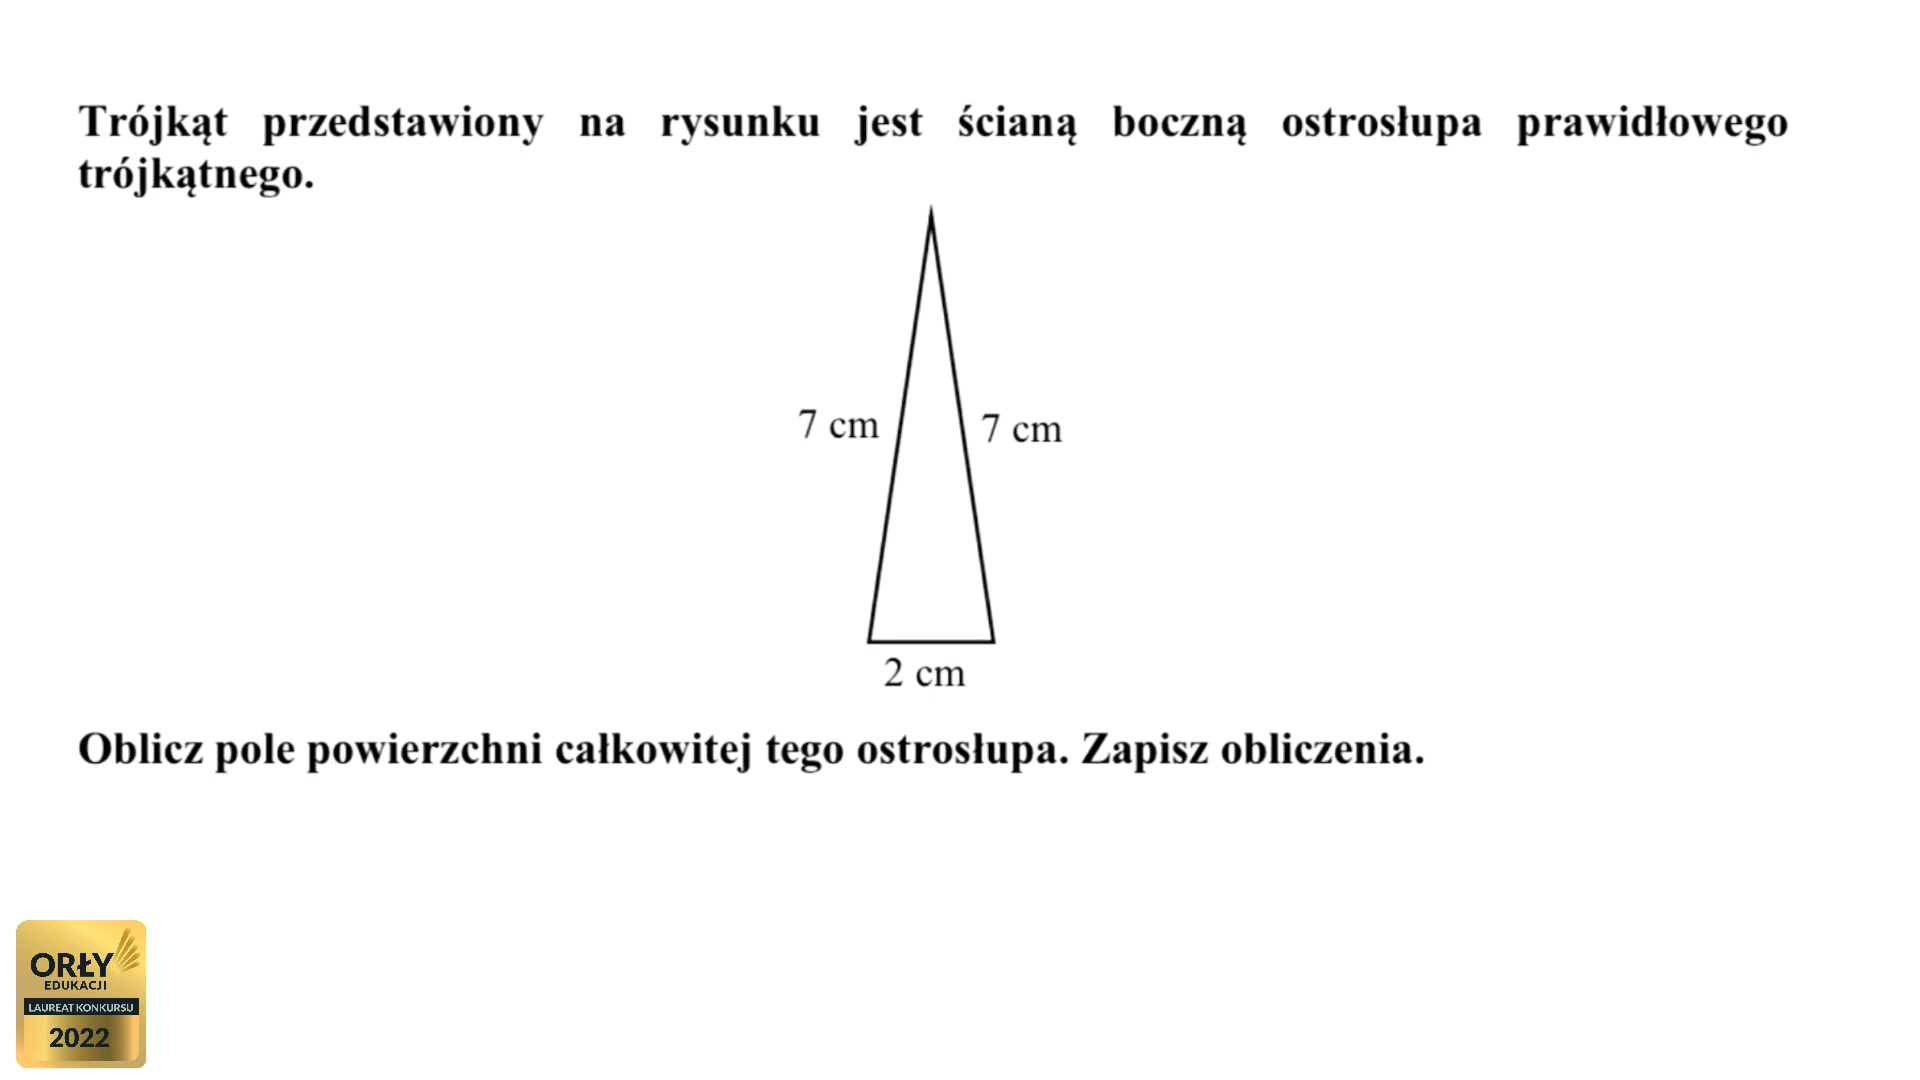 Trójkąt przedstawiony na rysunku jest ścianą boczną ostrosłupa prawidłowego
trójkątnego.
7 cm
7 cm
2 cm
Oblicz pole powierzchni całkowitej tego ostrosłupa. Zapisz obliczenia.
ORŁY
EDUKACJI
LAUREAT KONKURSU
2022